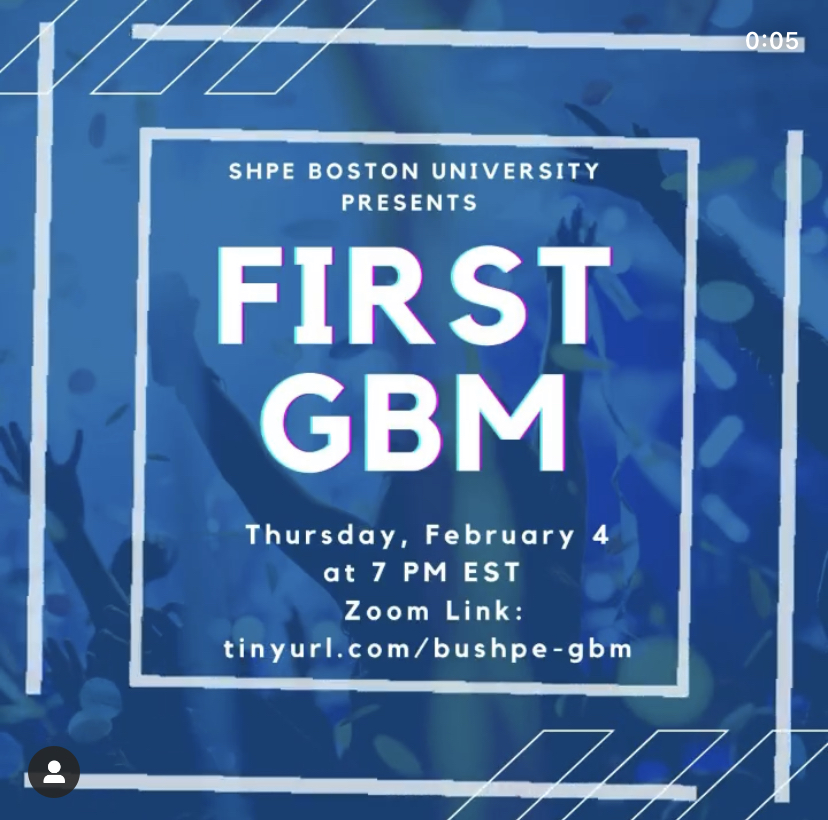 0:05
SHPE BOSTON UNIVERSITY
PRESENTS
FIRST
GBM
Thursday, February 4
at 7 PM EST
Zoom Link:
tinyurl.com/bushpe-gbm